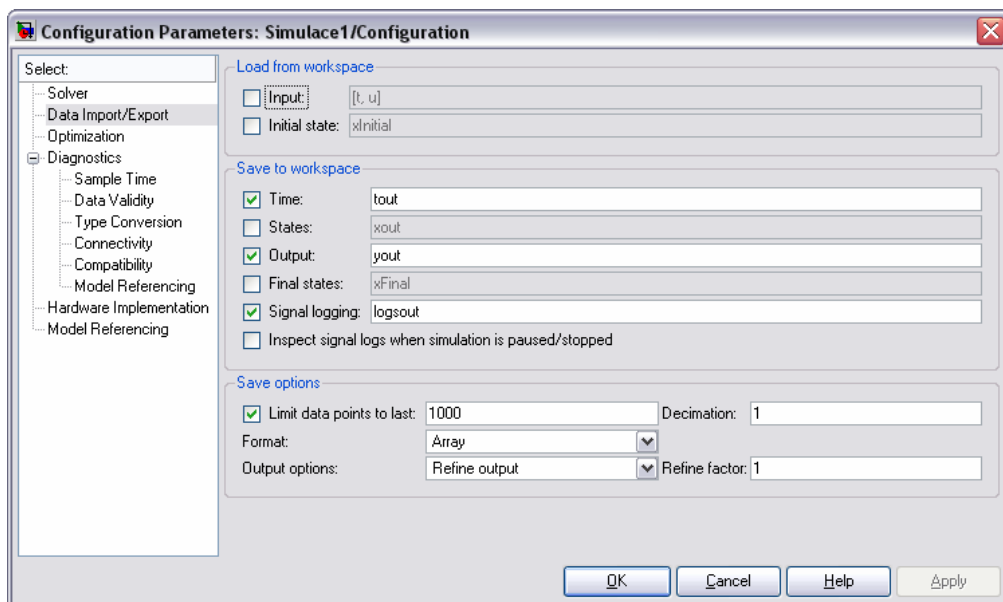 Configuration Parameters: Simulace1/Configuration
Select:
Solver
Data Import/Export
Optimization
Diagnostics
Sample Time
Data Validity
Type Conversion
Connectivity
Compatibility
Model Referencing
Hardware Implementation
Model Referencing
Load from workspace
Input: [t, u]
Initial state: xInitial
Save to workspace
Time: tout
States: xout
Output: yout
Final states: xFinal
Signal logging: logsout
Inspect signal logs when simulation is paused/stopped
Save options
Limit data points to last: 1000 Decimation: 1
Format: Array
Output options: Refine output Refine factor: 1
OK Cancel Help Apply